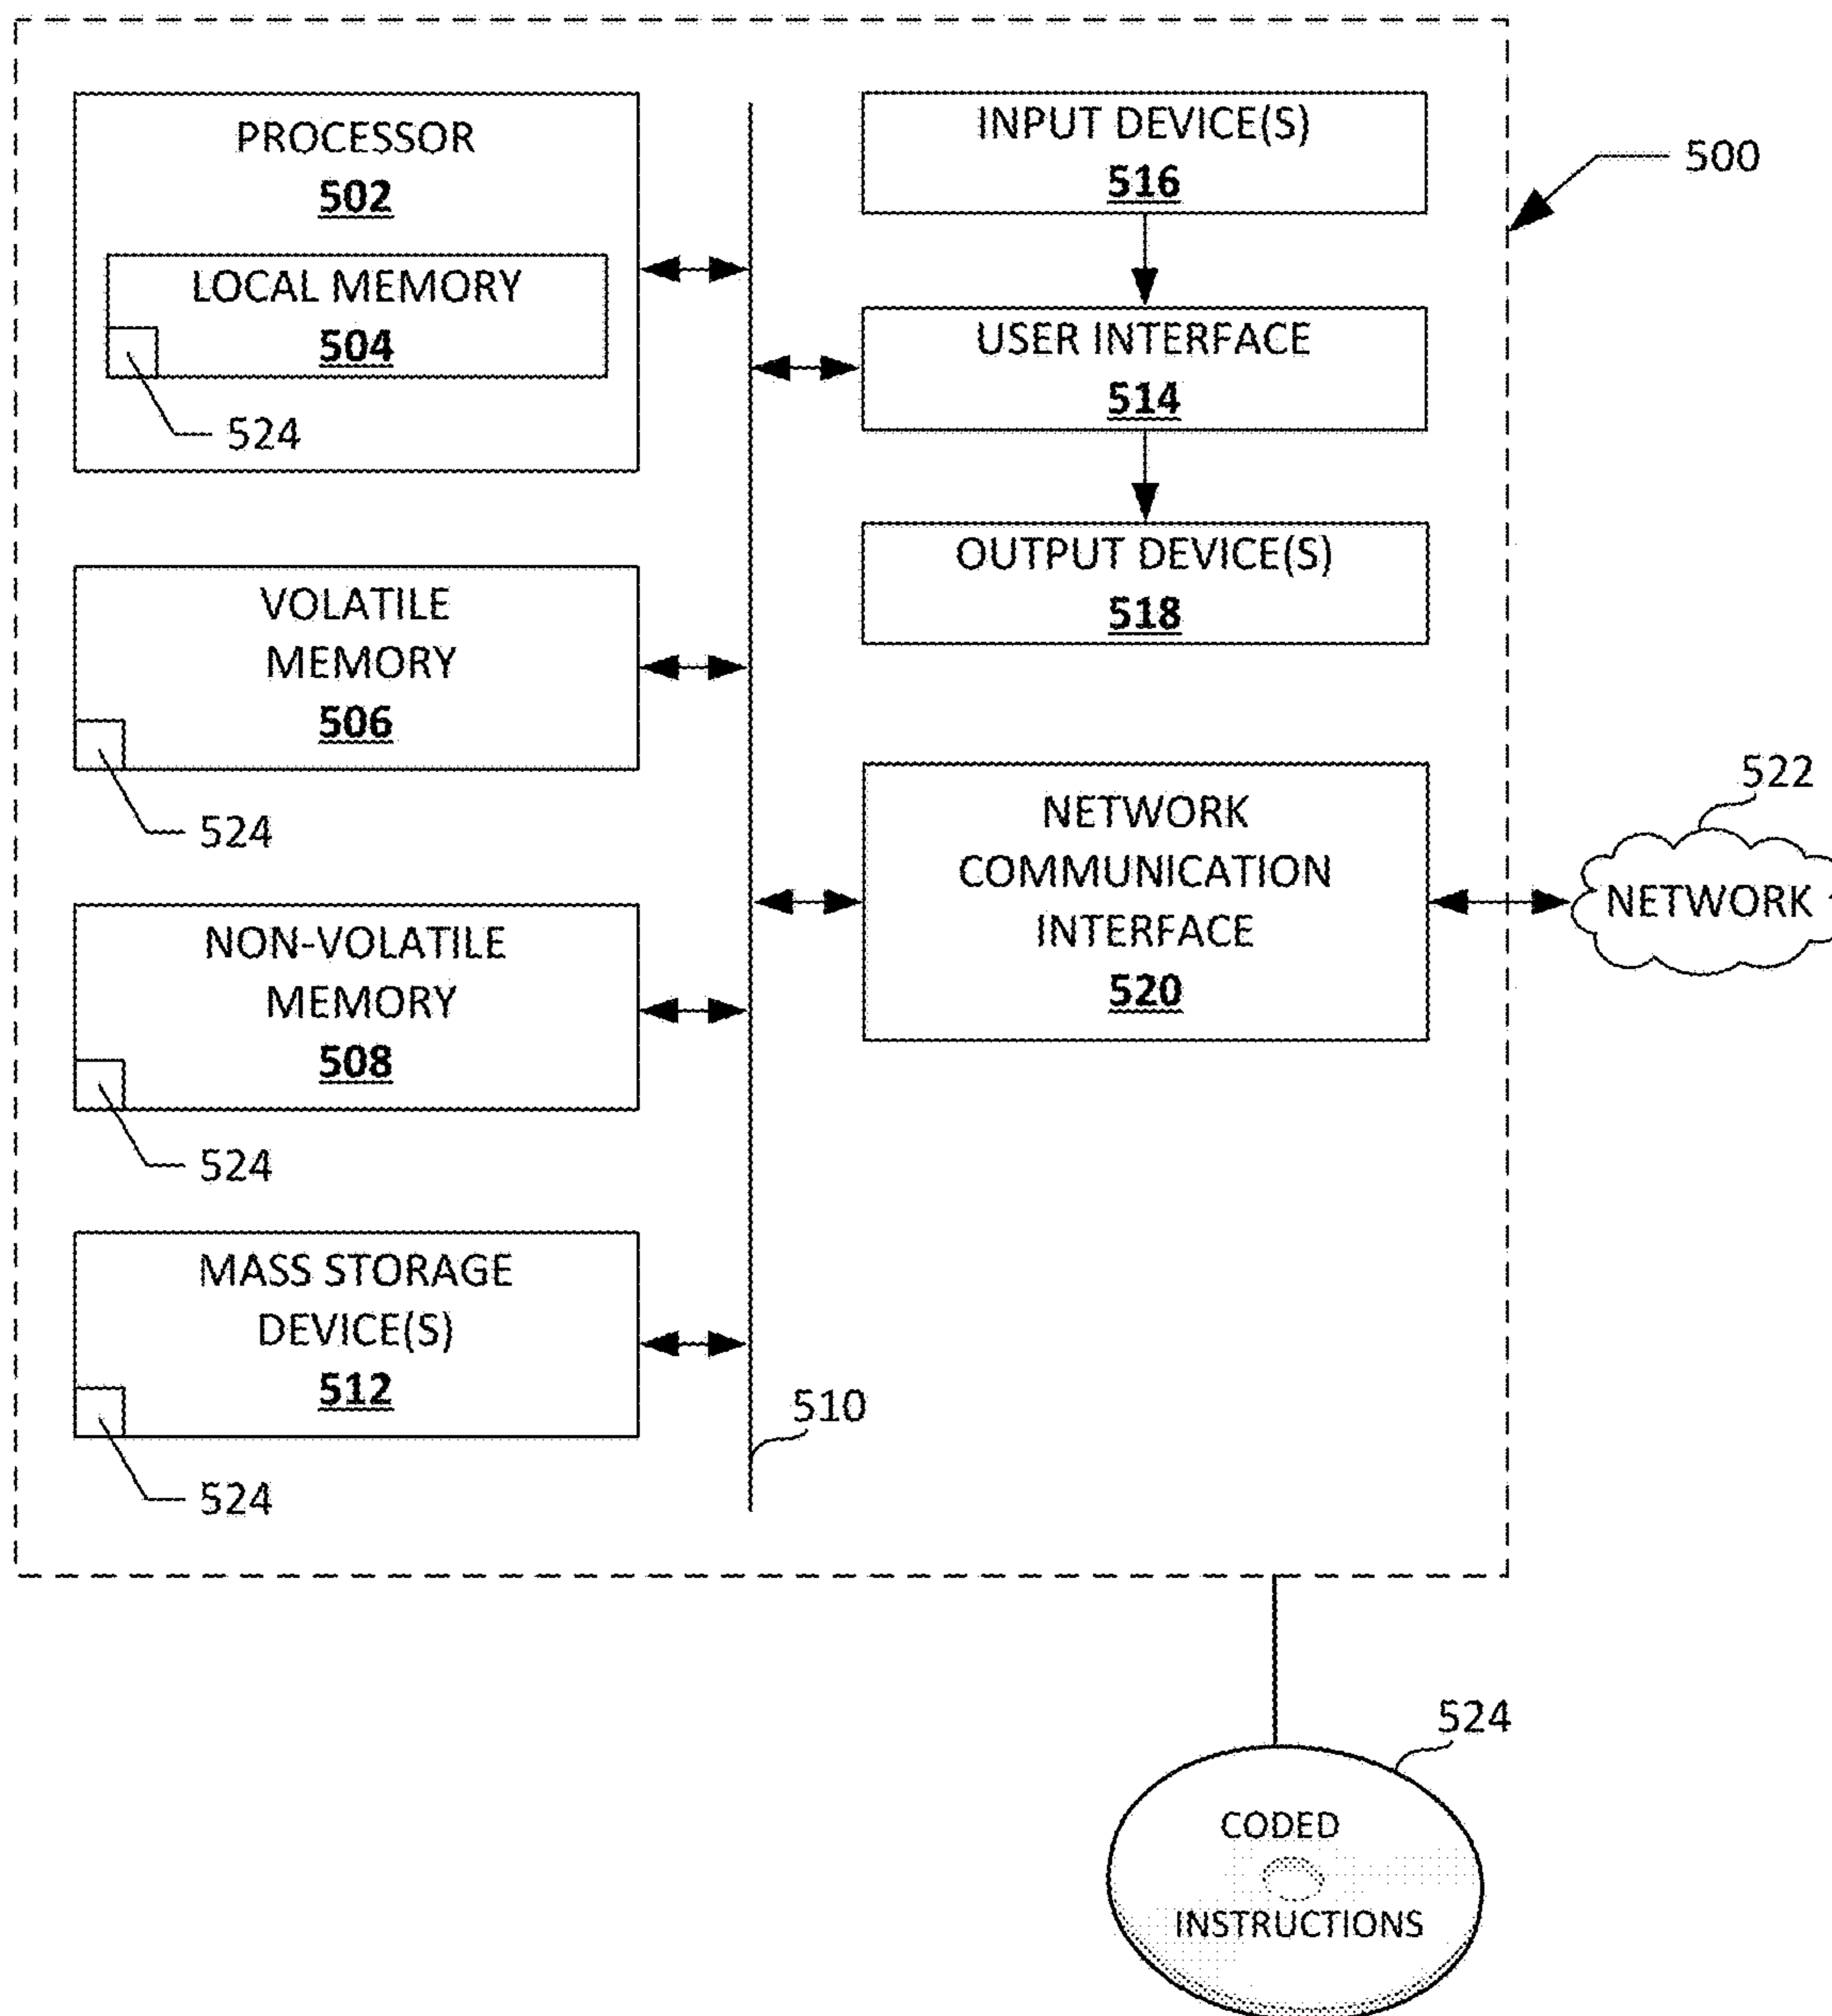 PROCESSOR
502
LOCAL MEMORY
504
524
VOLATILE
MEMORY
506
524
NON-VOLATILE
MEMORY
508
524
MASS STORAGE
DEVICE(S)
512
524
510
INPUT DEVICE(S)
516
USER INTERFACE
514
OUTPUT DEVICE(S)
518
NETWORK
COMMUNICATION
INTERFACE
520
500
522
NETWORK
524
CODED
INSTRUCTIONS